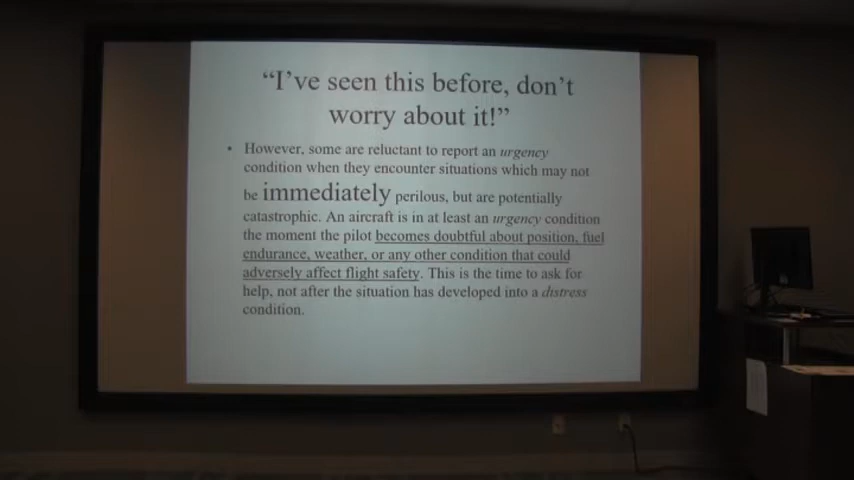 “I’ve seen this before, don’t
worry about it!”
• However, some are reluctant to report an urgency
condition when they encounter situations which may not
be immediately perilous, but are potentially
catastrophic. An aircraft is in at least an urgency condition
the moment the pilot becomes doubtful about position, fuel
endurance, weather, or any other condition that could
adversely affect flight safety. This is the time to ask for
help, not after the situation has developed into a distress
condition.